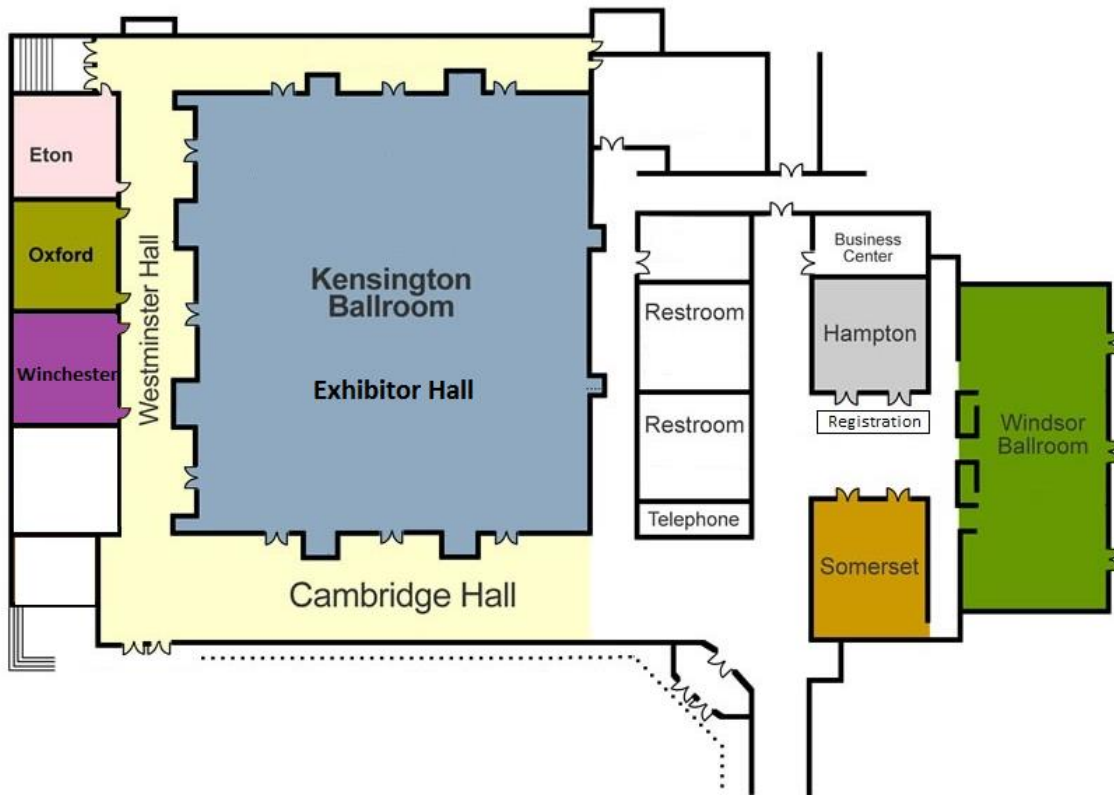 Eton
Oxford
Winchester
Westminster Hall
Kensington
Ballroom
Exhibitor Hall
Cambridge Hall
Restroom
Restroom
Telephone
Business
Center
Hampton
Registration
Somerset
Windsor
Ballroom